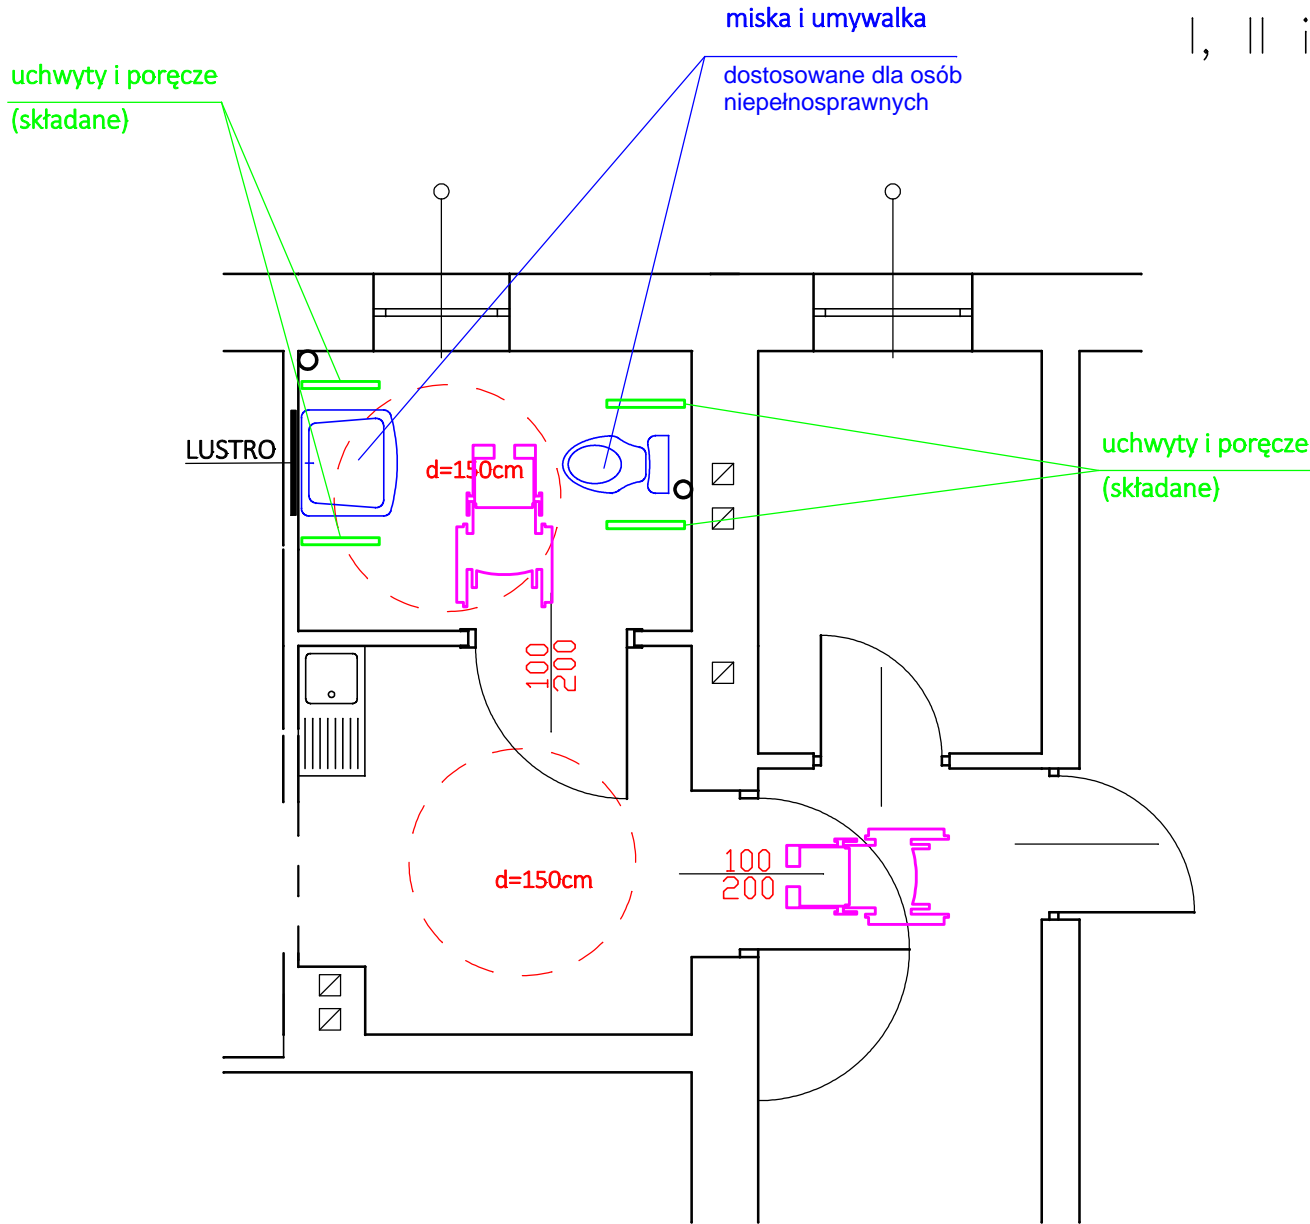 miska i umywalka
I, II i
uchwyty i poręcze
(składane)
dostosowane dla osób
niepełnosprawnych
LUSTRO
d=150cm
uchwyty i poręcze
(składane)
100
200
d=150cm
100
200